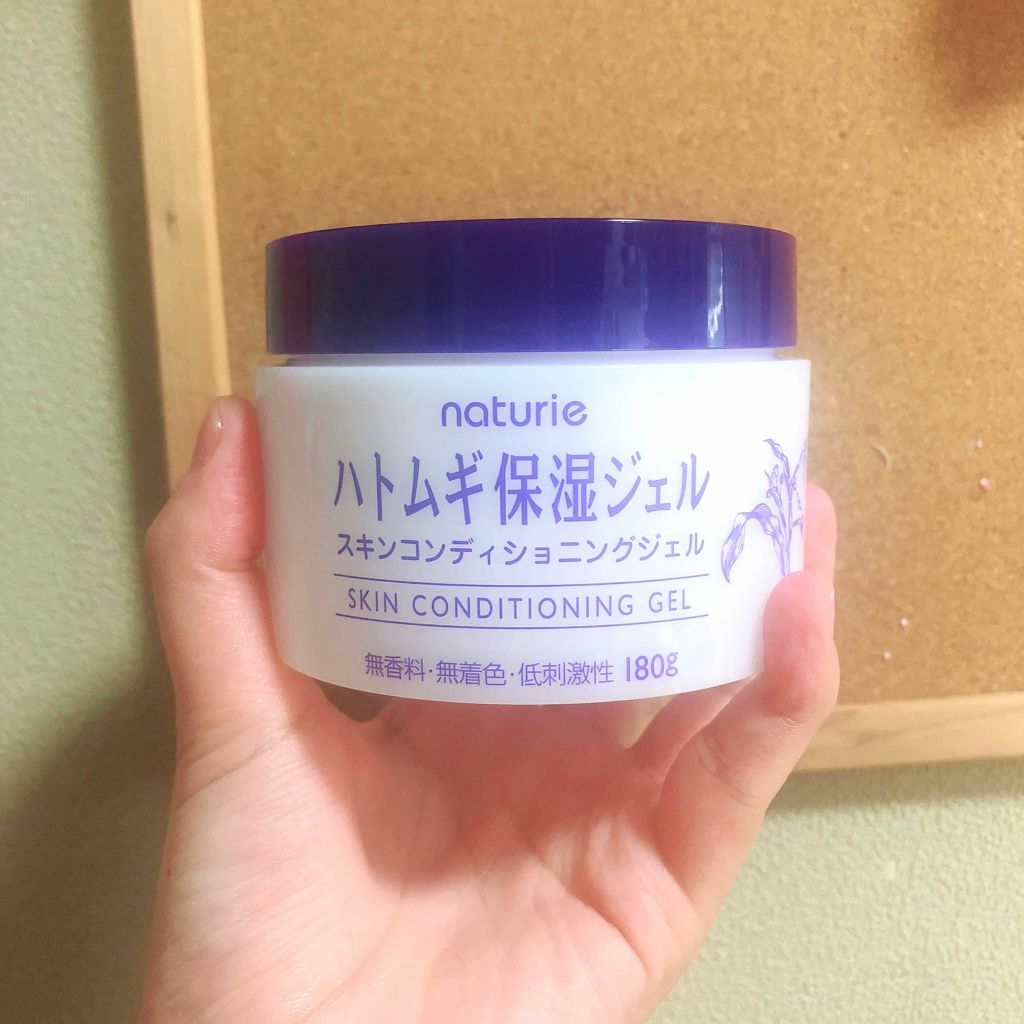 naturie
ハトムギ保湿ジェル
スキンコンディショニングジェル
SKIN CONDITIONING GEL
無香料・無着色・低刺激性 180g